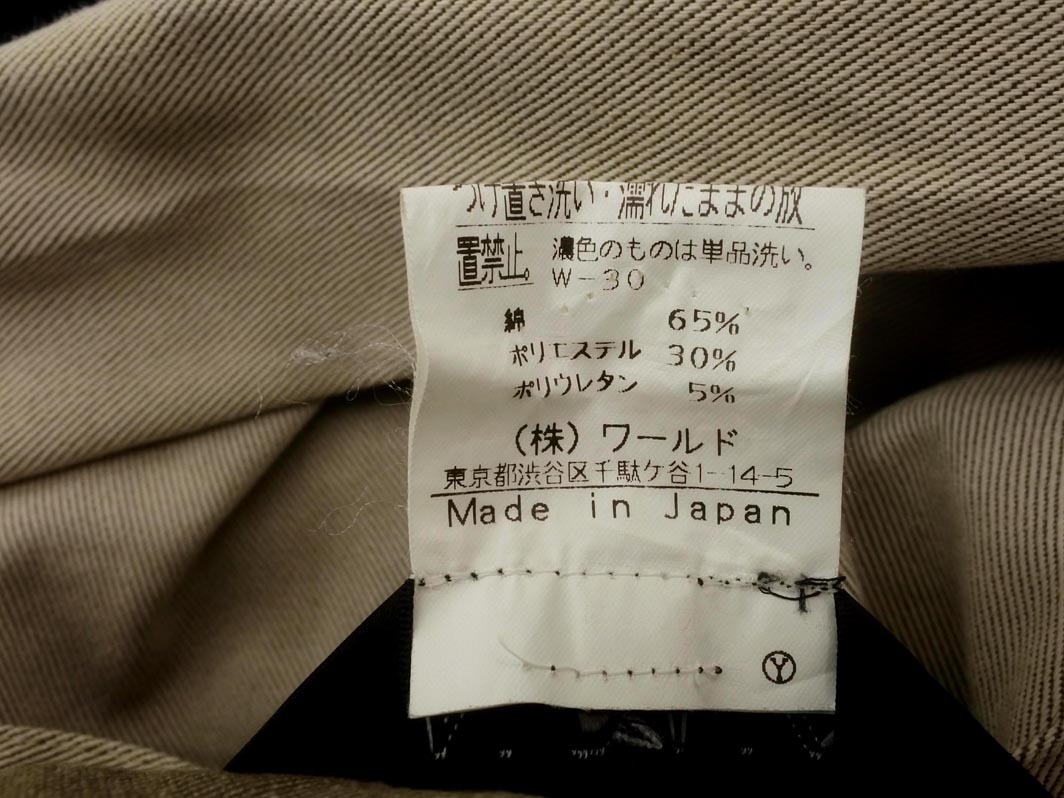 つけ置き洗い・濡れたままの放
置禁止。 濃色のものは単品洗い。
W-30
綿 65%
ポリエステル 30%
ポリウレタン 5%
(株) ワールド
東京都渋谷区千駄ケ谷1-14-5
Made in Japan
Y